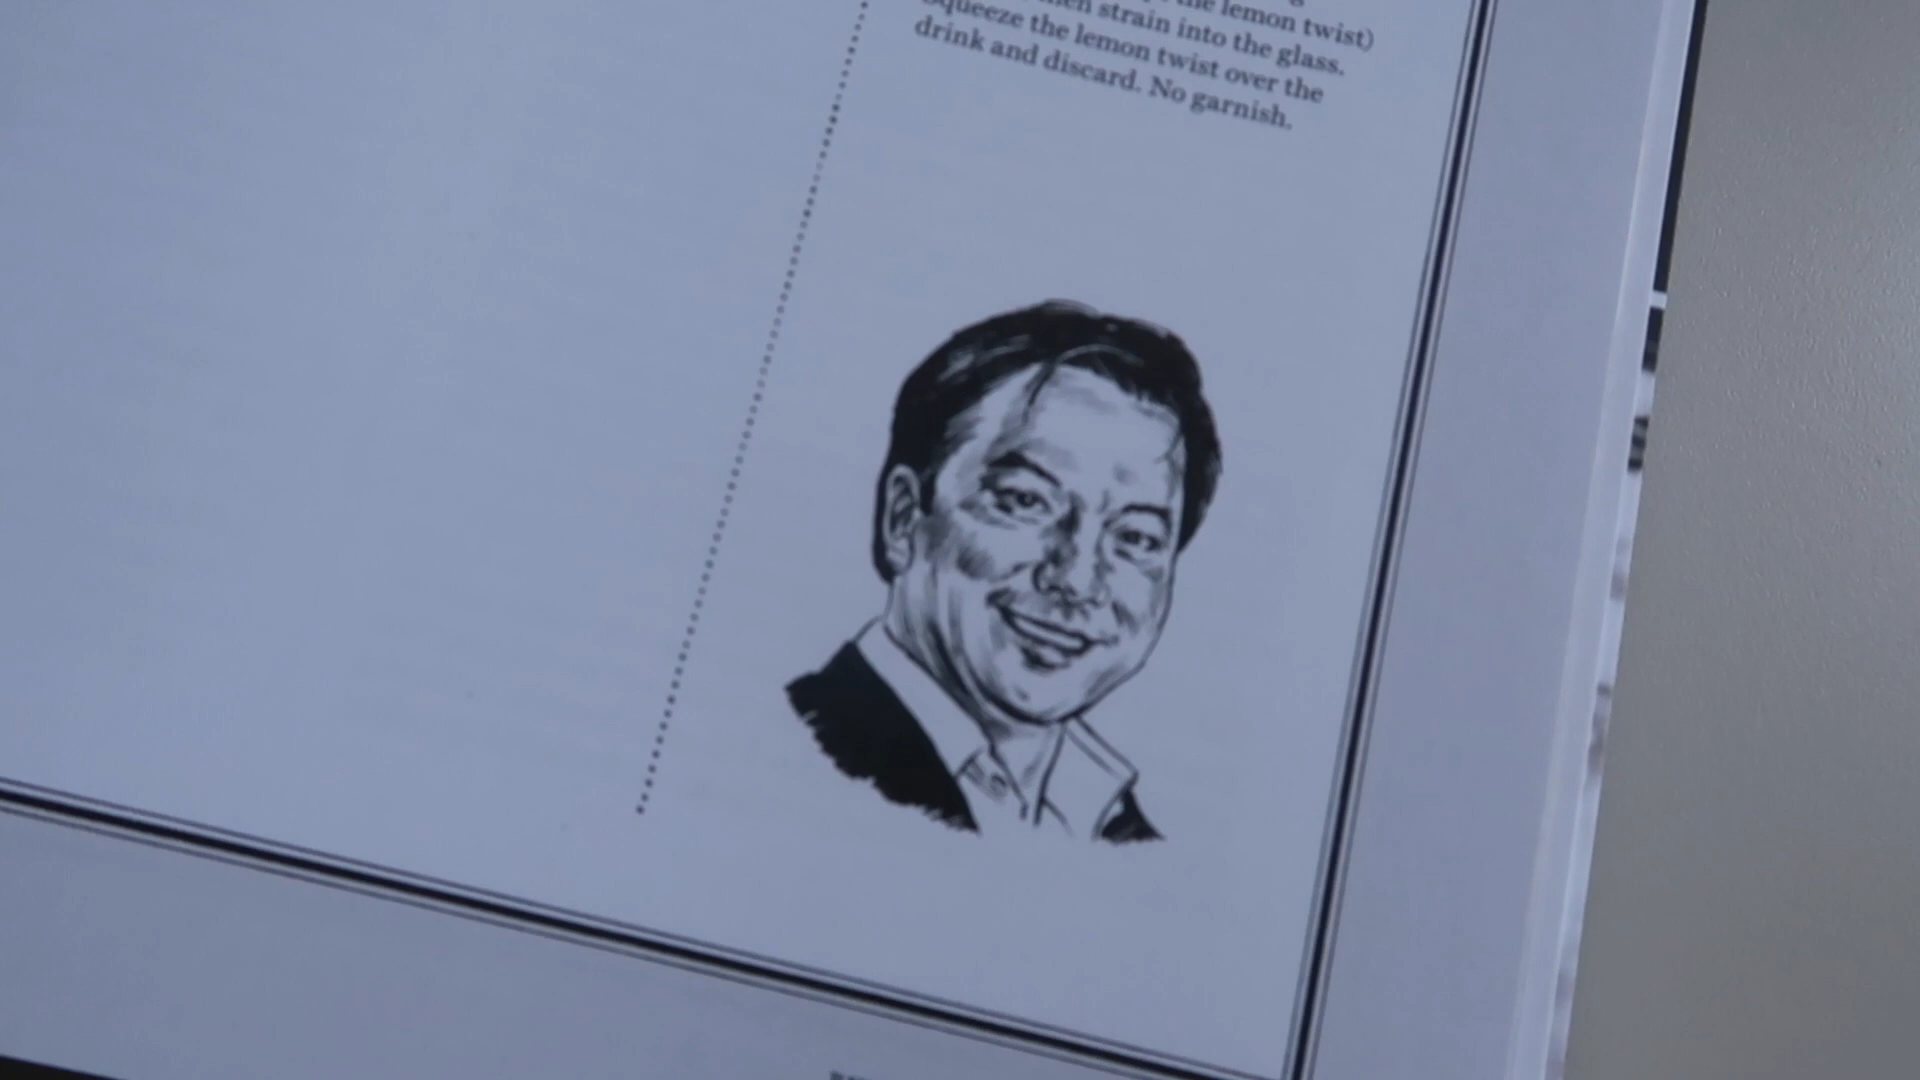 the lemon twist)
strain into the glass.
Squeeze the lemon twist over the
drink and discard. No garnish.